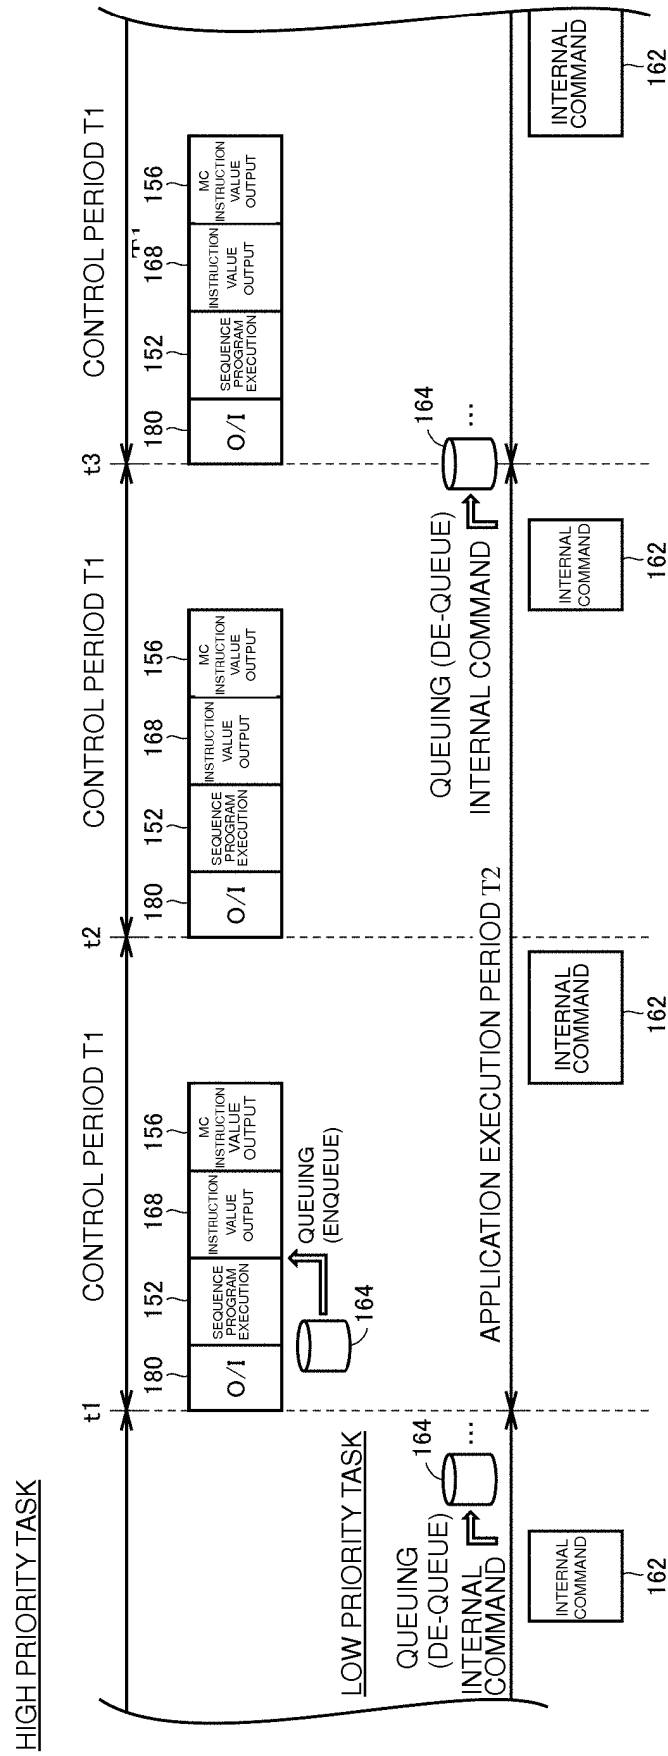 HIGH PRIORITY TASK
CONTROL PERIOD T1
CONTROL PERIOD T1
CONTROL PERIOD T1
t1
t2
t3
180
152
168
156
180
152
168
156
180
152
168
156
O/I
SEQUENCE
PROGRAM
EXECUTION
INSTRUCTION
VALUE
OUTPUT
MC
INSTRUCTION
VALUE
OUTPUT
O/I
SEQUENCE
PROGRAM
EXECUTION
INSTRUCTION
VALUE
OUTPUT
MC
INSTRUCTION
VALUE
OUTPUT
O/I
SEQUENCE
PROGRAM
EXECUTION
INSTRUCTION
VALUE
OUTPUT
MC
INSTRUCTION
VALUE
OUTPUT
QUEUING
(ENQUEUE)
164
LOW PRIORITY TASK
QUEUING
(DE-QUEUE)
164
...
INTERNAL
COMMAND
QUEUING (DE-QUEUE)
164
...
INTERNAL COMMAND
APPLICATION EXECUTION PERIOD T2
INTERNAL
COMMAND
INTERNAL
COMMAND
INTERNAL
COMMAND
INTERNAL
COMMAND
162
162
162
162